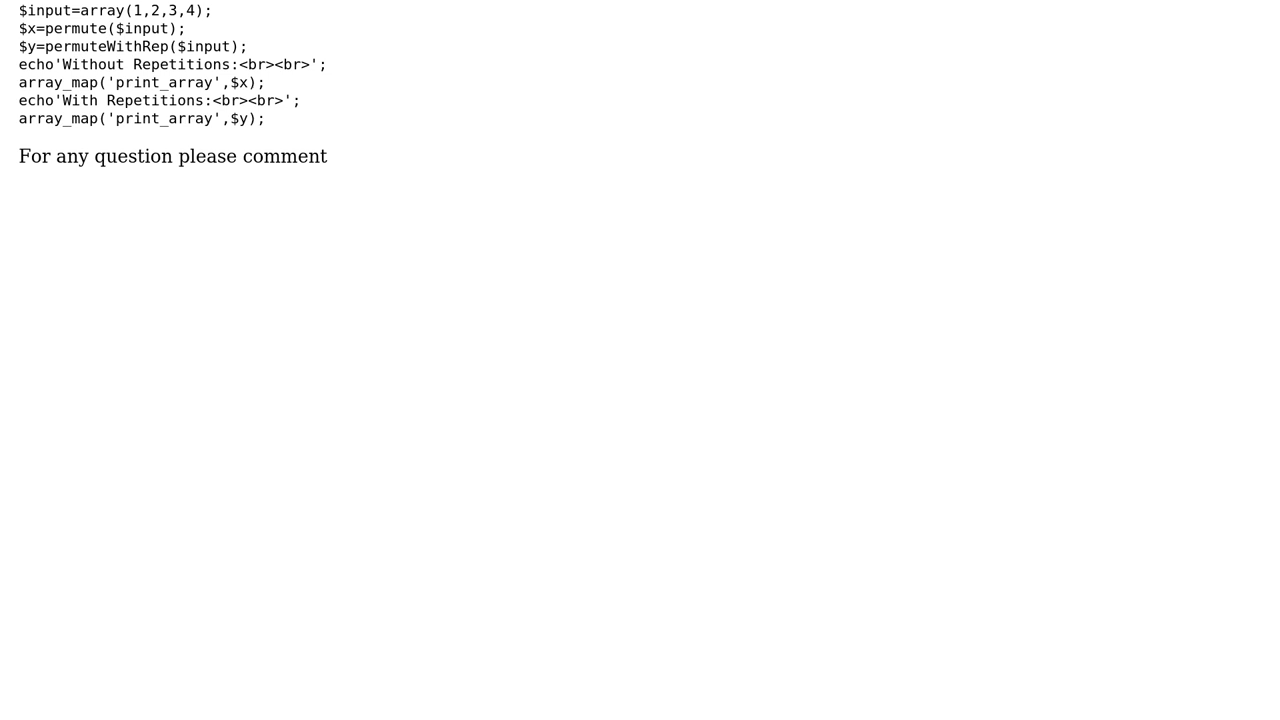 $input=array(1,2,3,4);
$x=permute($input);
$y=permuteWithRep($input);
echo'Without Repetitions:<br><br>';
array_map('print_array',$x);
echo'With Repetitions:<br><br>';
array_map('print_array',$y);
For any question please comment